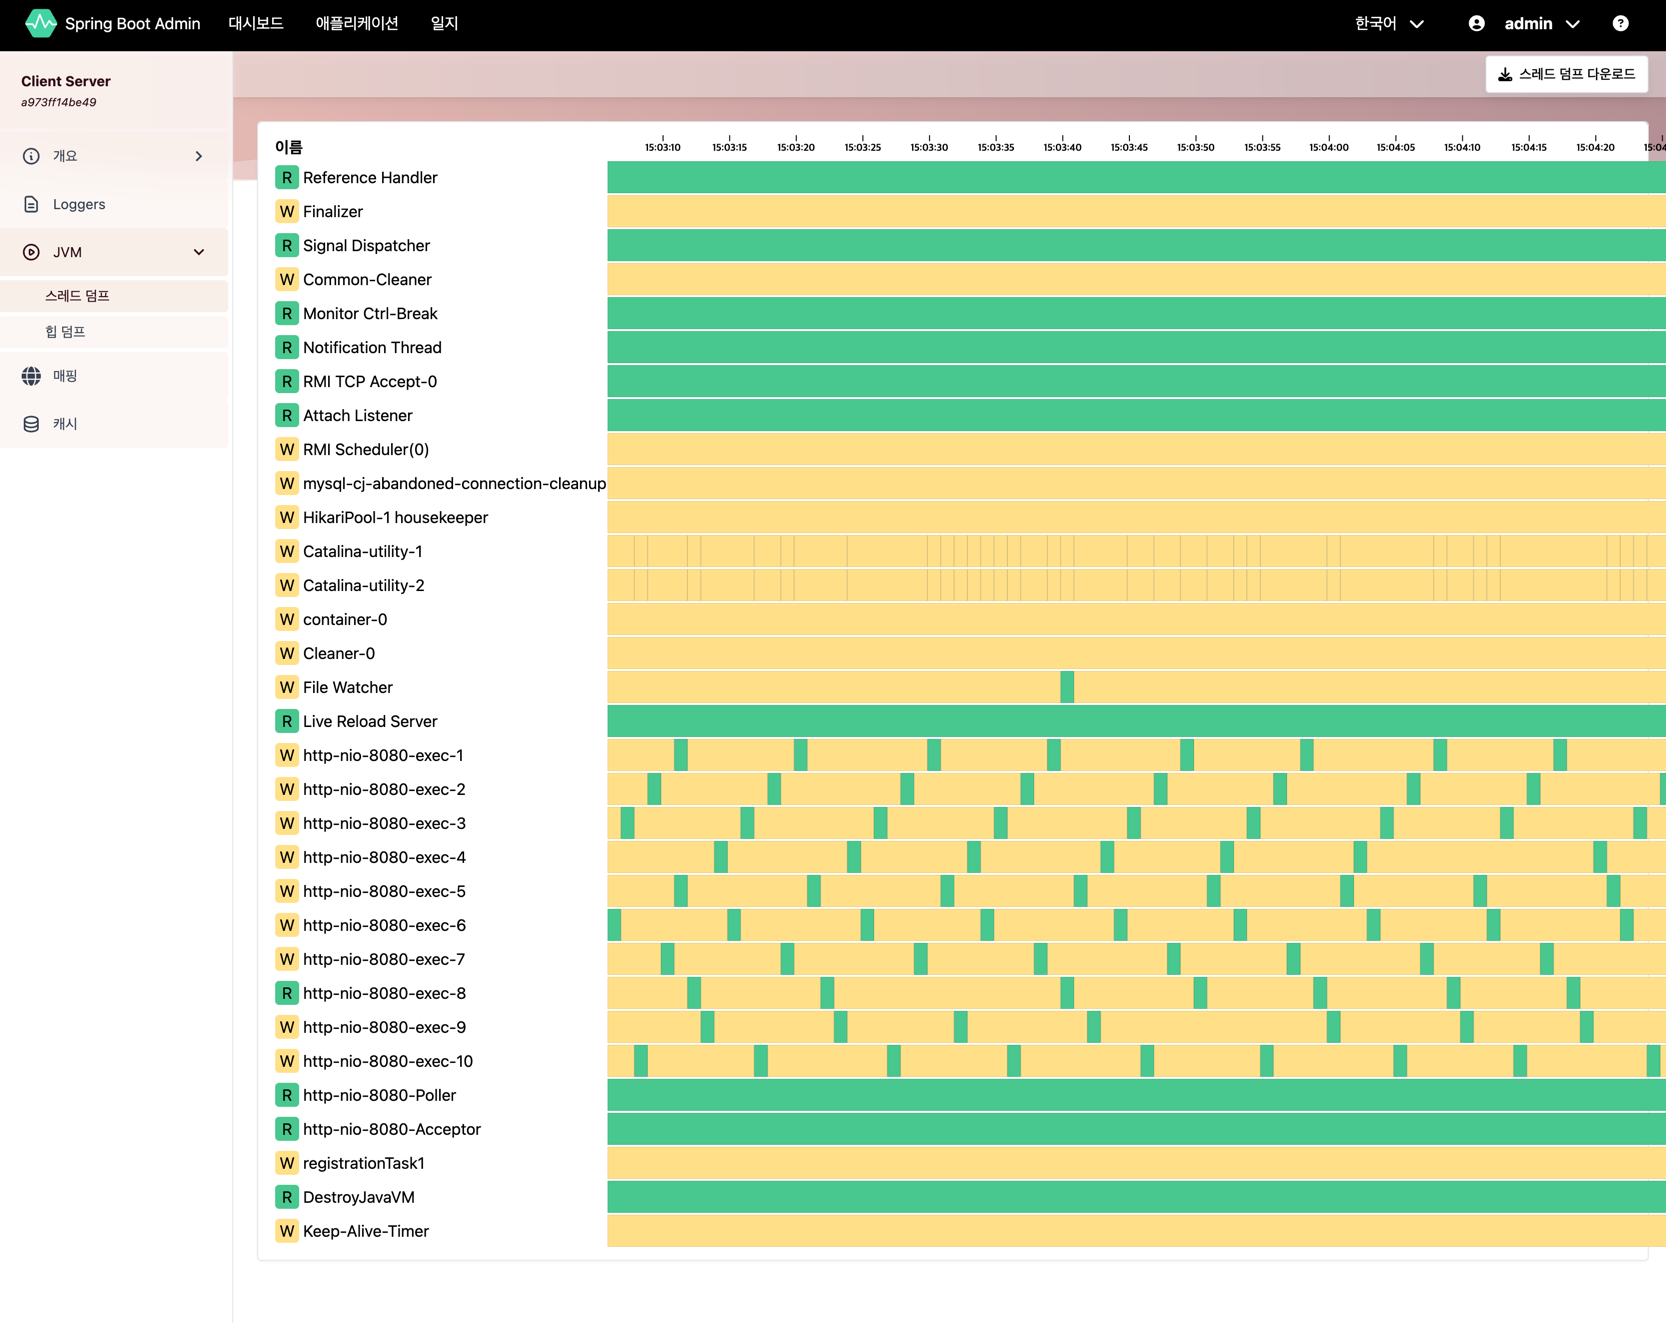 Spring Boot Admin 대시보드 애플리케이션 일지 한국어 admin ?
Client Server
a973ff14be49
개요
Loggers
JVM
스레드 덤프
힙 덤프
매핑
캐시
스레드 덤프 다운로드
이름 15:03:10 15:03:15 15:03:20 15:03:25 15:03:30 15:03:35 15:03:40 15:03:45 15:03:50 15:03:55 15:04:00 15:04:05 15:04:10 15:04:15 15:04:20 15:04
R Reference Handler
W Finalizer
R Signal Dispatcher
W Common-Cleaner
R Monitor Ctrl-Break
R Notification Thread
R RMI TCP Accept-0
R Attach Listener
W RMI Scheduler(0)
W mysql-cj-abandoned-connection-cleanup
W HikariPool-1 housekeeper
W Catalina-utility-1
W Catalina-utility-2
W container-0
W Cleaner-0
W File Watcher
R Live Reload Server
W http-nio-8080-exec-1
W http-nio-8080-exec-2
W http-nio-8080-exec-3
W http-nio-8080-exec-4
W http-nio-8080-exec-5
W http-nio-8080-exec-6
W http-nio-8080-exec-7
R http-nio-8080-exec-8
W http-nio-8080-exec-9
W http-nio-8080-exec-10
R http-nio-8080-Poller
R http-nio-8080-Acceptor
W registrationTask1
R DestroyJavaVM
W Keep-Alive-Timer